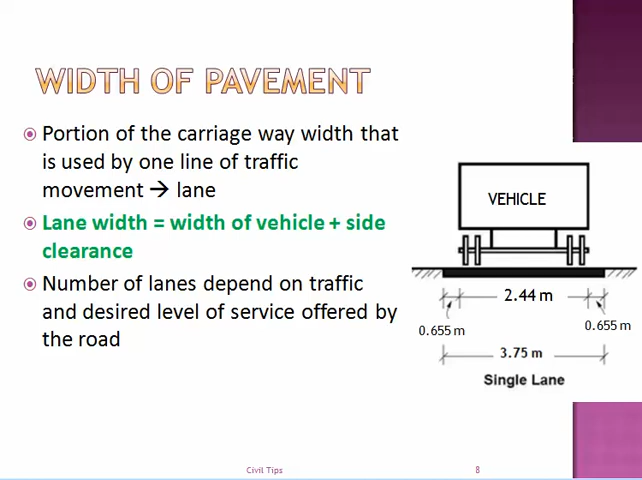 WIDTH OF PAVEMENT
Portion of the carriage way width that
is used by one line of traffic
movement → lane
Lane width = width of vehicle + side
clearance
Number of lanes depend on traffic
and desired level of service offered by
the road
VEHICLE
2.44 m
0.655 m
0.655 m
3.75 m
Single Lane
Civil Tips
8